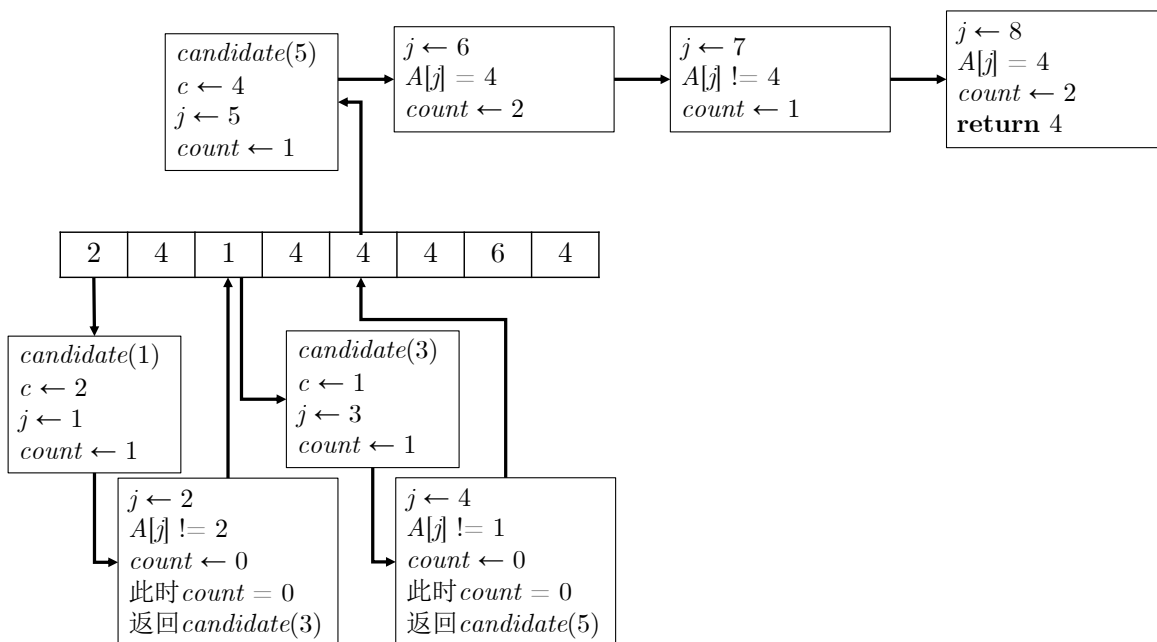 candidate(5)
c ← 4
j ← 5
count ← 1
j ← 6
A[j] = 4
count ← 2
j ← 7
A[j] != 4
count ← 1
j ← 8
A[j] = 4
count ← 2
return 4
2 4 1 4 4 4 6 4
candidate(1)
c ← 2
j ← 1
count ← 1
j ← 2
A[j] != 2
count ← 0
此时count = 0
返回candidate(3)
candidate(3)
c ← 1
j ← 3
count ← 1
j ← 4
A[j] != 1
count ← 0
此时count = 0
返回candidate(5)